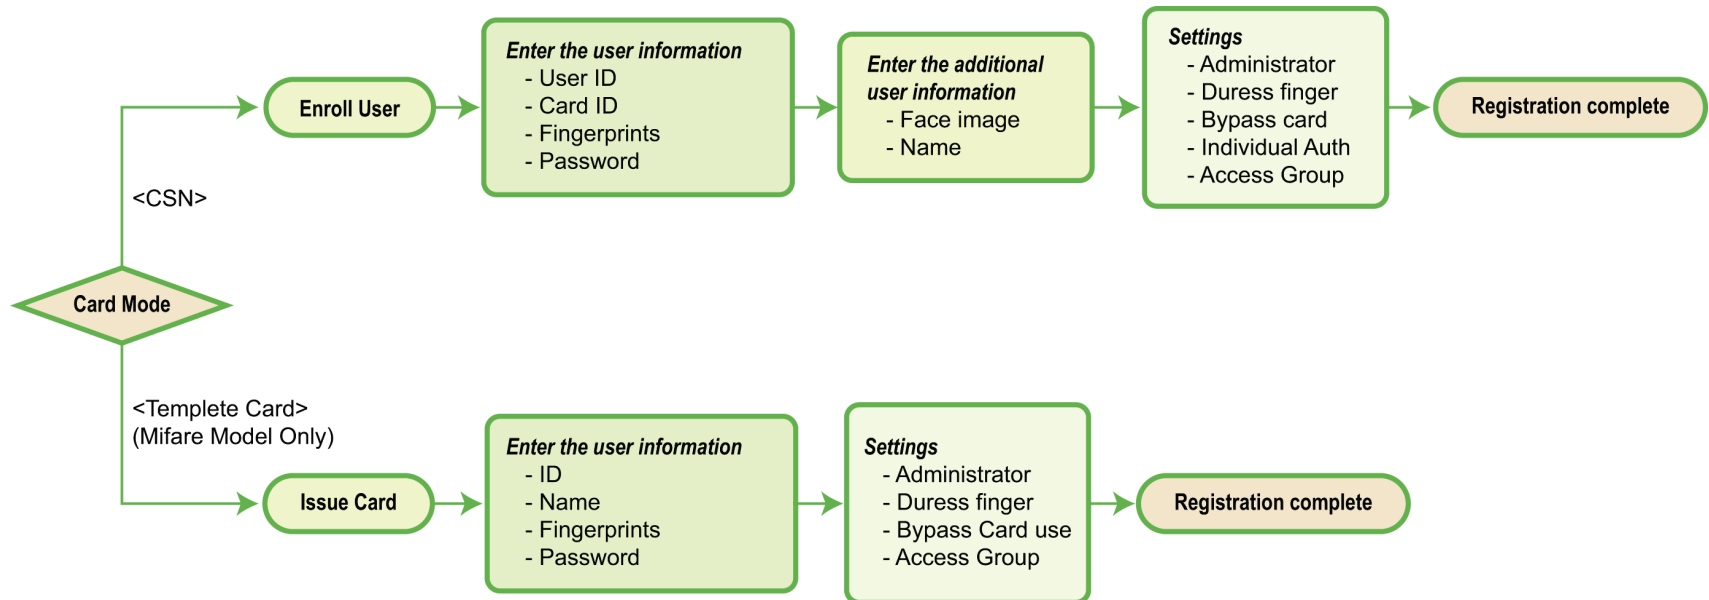 Enroll User
Enter the user information
- User ID
- Card ID
- Fingerprints
- Password
Enter the additional
user information
- Face image
- Name
Settings
- Administrator
- Duress finger
- Bypass card
- Individual Auth
- Access Group
Registration complete
<CSN>
Card Mode
<Templete Card>
(Mifare Model Only)
Issue Card
Enter the user information
- ID
- Name
- Fingerprints
- Password
Settings
- Administrator
- Duress finger
- Bypass Card use
- Access Group
Registration complete